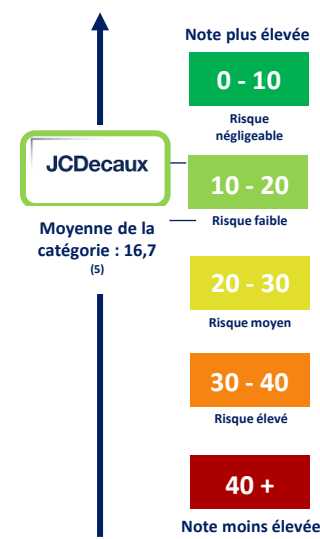 Note plus élevée
0 - 10
Risque
négligeable
JCDecaux
10 - 20
Risque faible
Moyenne de la
catégorie : 16,7
(5)
20 - 30
Risque moyen
30 - 40
Risque élevé
40 +
Note moins élevée